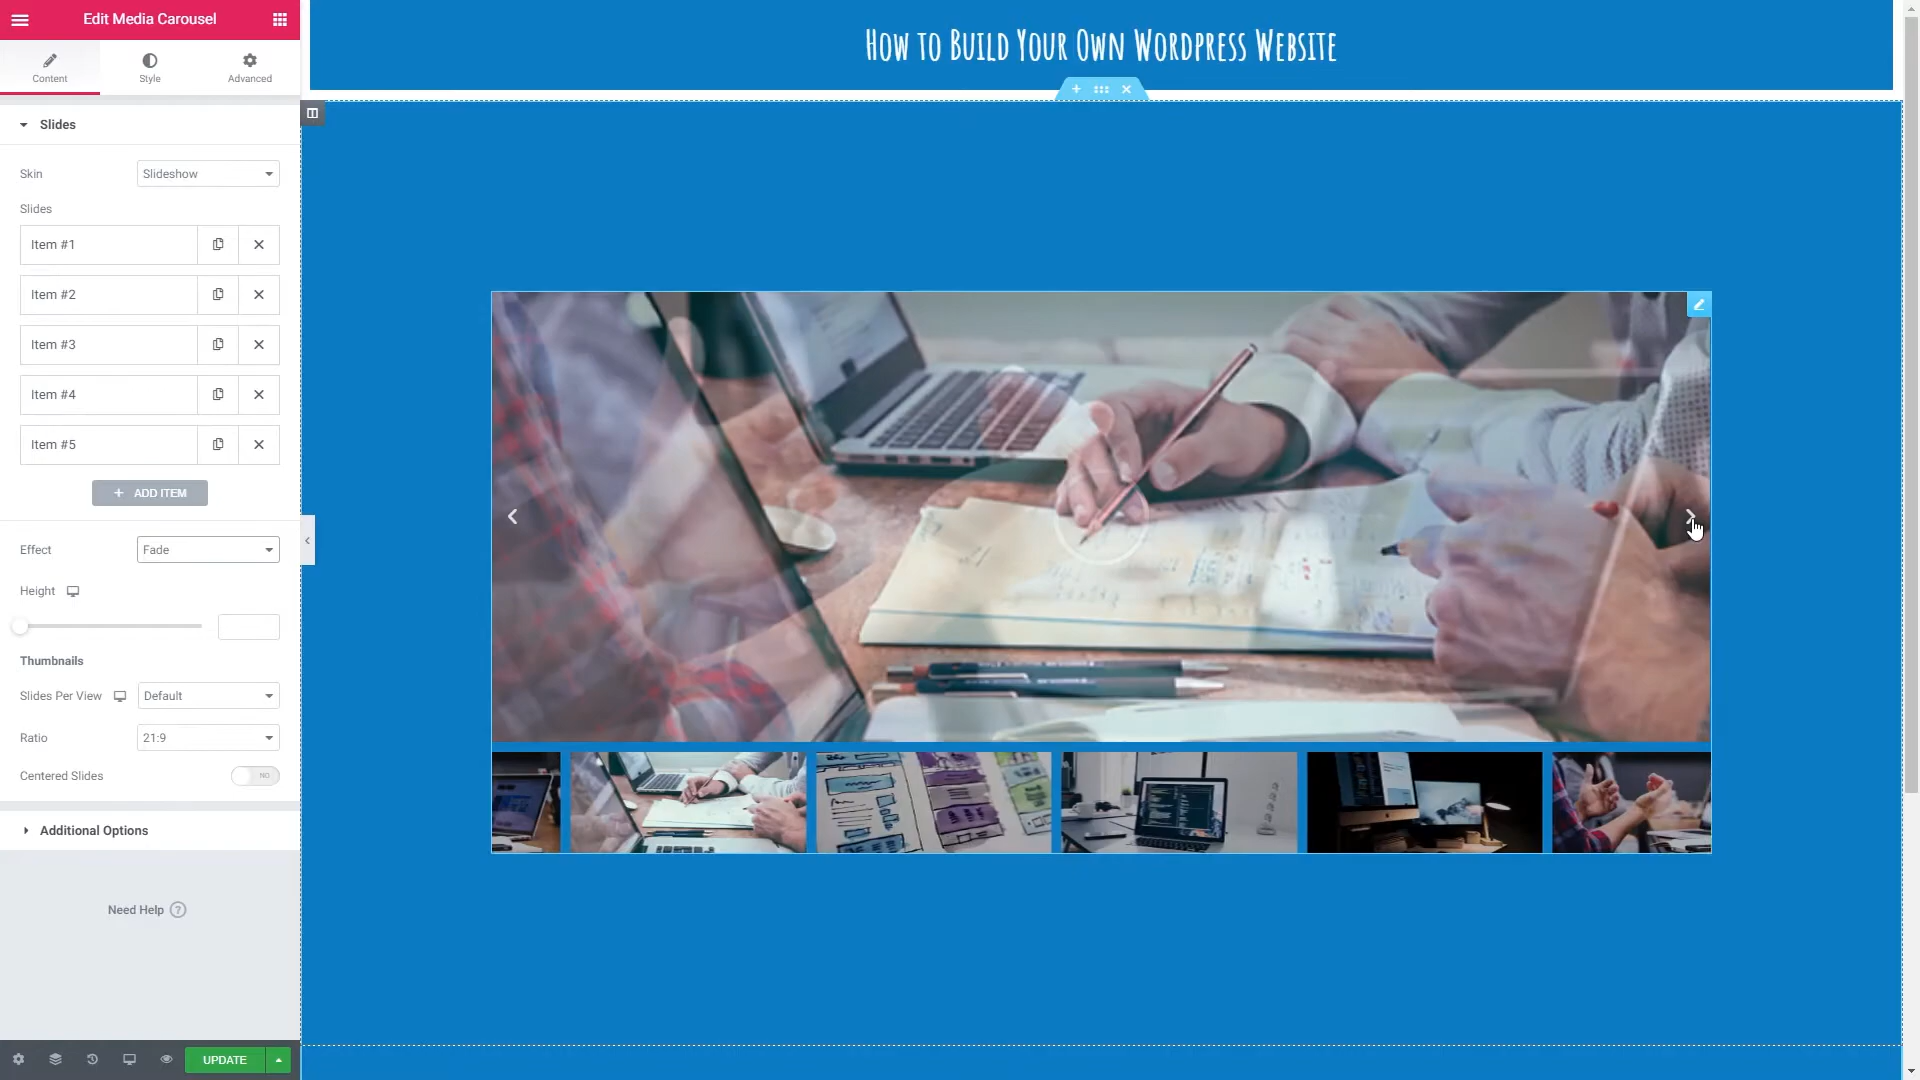 Edit Media Carousel
Content
Style
Advanced
Slides
Skin
Slideshow
Slides
Item #1
Item #2
Item #3
Item #4
Item #5
ADD ITEM
Effect
Fade
Height
Thumbnails
Slides Per View
Default
Ratio
21:9
Centered Slides
NO
Additional Options
Need Help ?
UPDATE
How to Build Your Own Wordpress Website